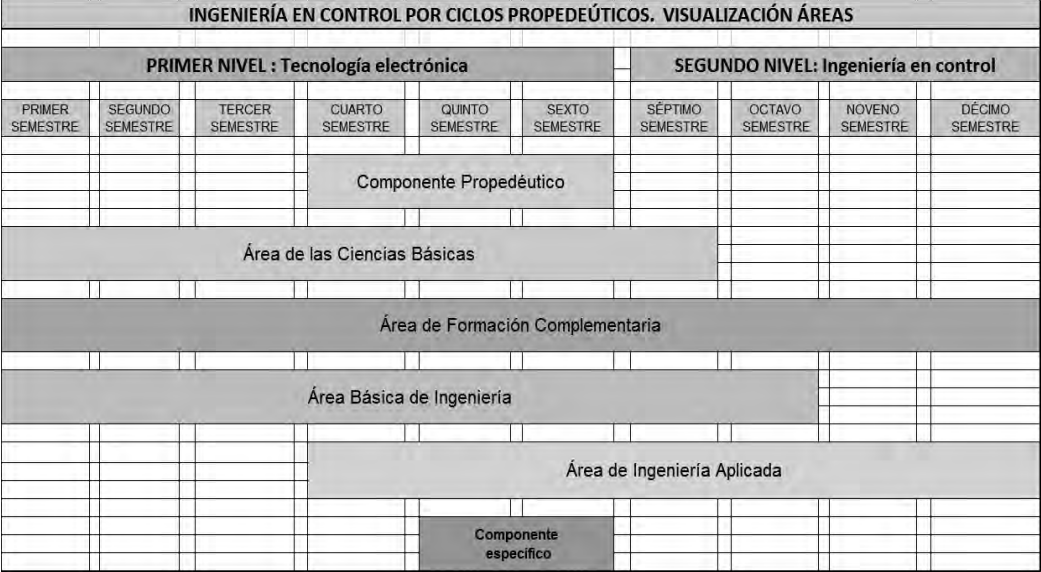 INGENIERÍA EN CONTROL POR CICLOS PROPEDEÚTICOS. VISUALIZACIÓN ÁREAS
PRIMER NIVEL : Tecnología electrónica
SEGUNDO NIVEL: Ingeniería en control
PRIMER SEMESTRE
SEGUNDO SEMESTRE
TERCER SEMESTRE
CUARTO SEMESTRE
QUINTO SEMESTRE
SEXTO SEMESTRE
SÉPTIMO SEMESTRE
OCTAVO SEMESTRE
NOVENO SEMESTRE
DÉCIMO SEMESTRE
Componente Propedéutico
Área de las Ciencias Básicas
Área de Formación Complementaria
Área Básica de Ingeniería
Área de Ingeniería Aplicada
Componente
específico